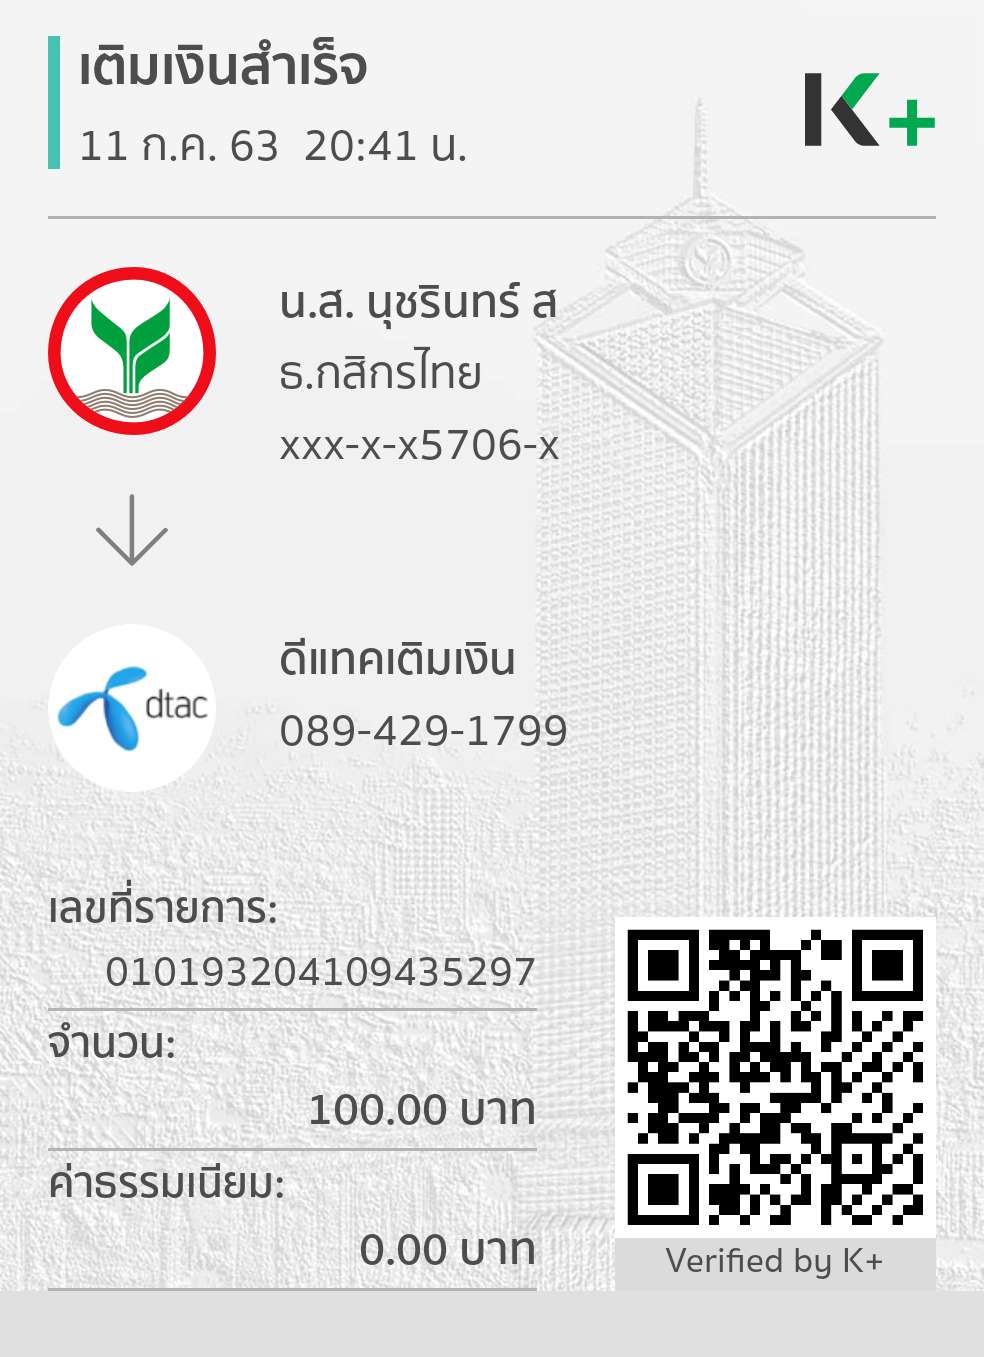 เติมเงินสำเร็จ
11 ก.ค. 63 20:41 น.
K+
น.ส. นุชรินทร์ ส
ธ.กสิกรไทย
xxx-x-x5706-x
dtac
ดีแทคเติมเงิน
089-429-1799
เลขที่รายการ:
010193204109435297
จำนวน:
100.00 บาท
ค่าธรรมเนียม:
0.00 บาท
Verified by K+